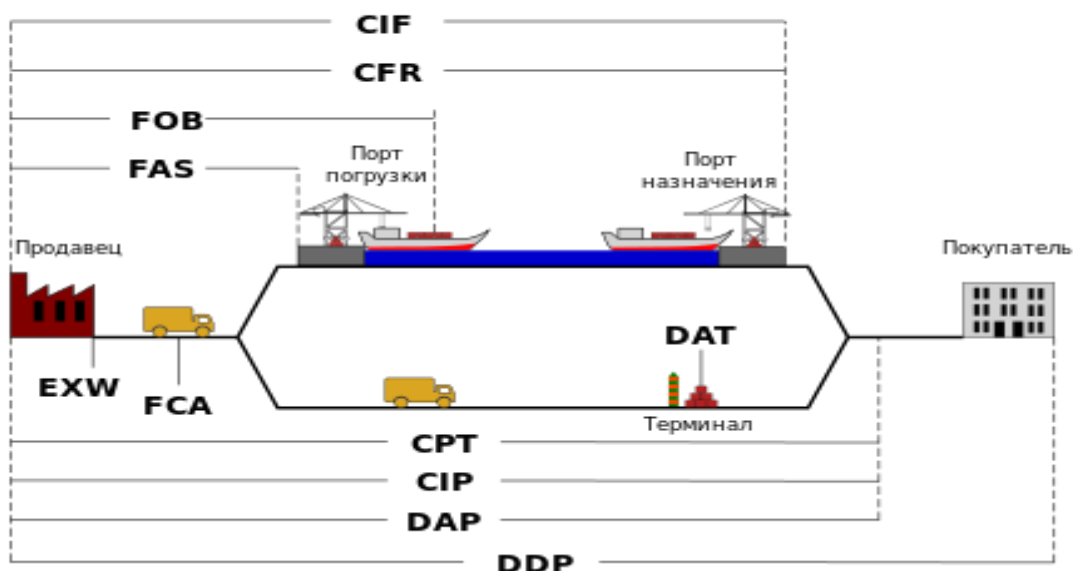 CIF
CFR
FOB
FAS
Порт
погрузки
Порт
назначения
Продавец
Покупатель
DAT
EXW
FCA
Терминал
CPT
CIP
DAP
DDP